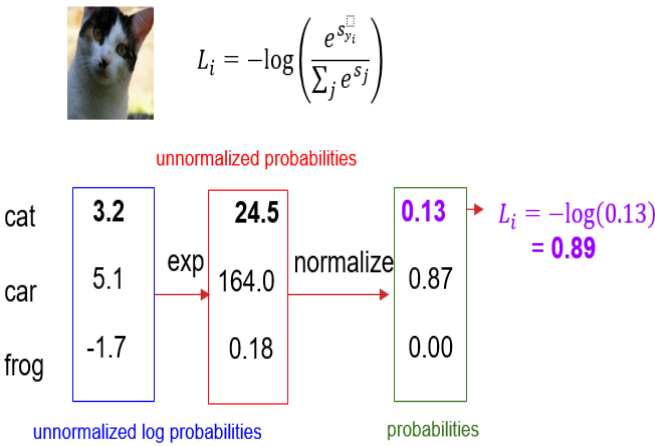 L_i = −log(e^{s_{y_i}^{□}} / ∑_j e^{s_j})
unnormalized probabilities
cat 3.2 24.5 0.13 L_i = −log(0.13)
= 0.89
exp normalize
car 5.1 164.0 0.87
frog -1.7 0.18 0.00
unnormalized log probabilities probabilities